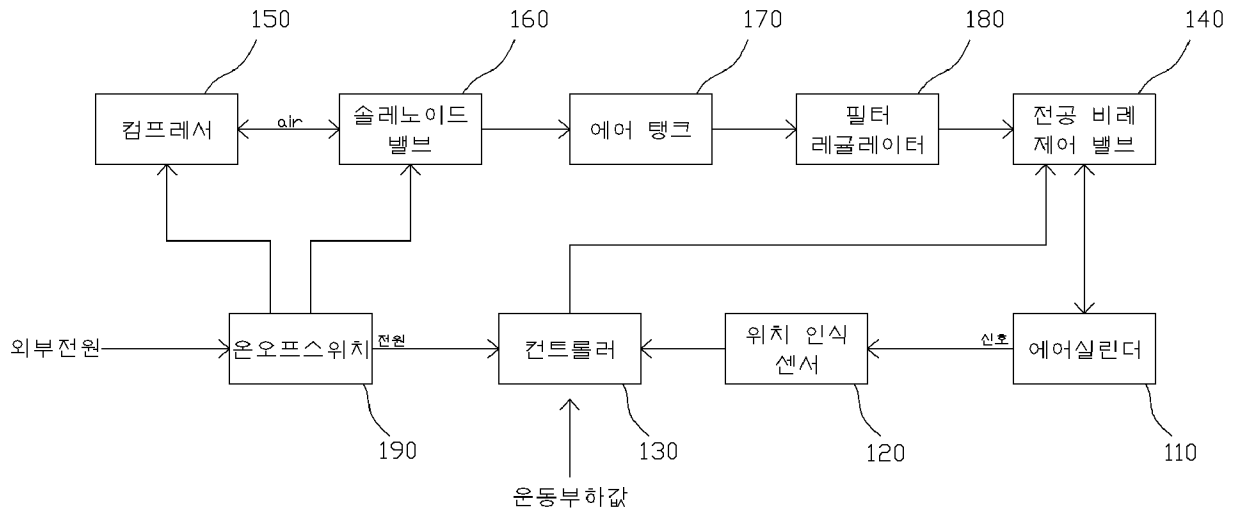 150
160
170
180
140
컴프레서
air
솔레노이드
밸브
에어 탱크
필터
레귤레이터
전공 비례
제어 밸브
외부전원
온오프스위치
전원
컨트롤러
위치 인식
센서
신호
에어실린더
190
130
120
110
운동부하값